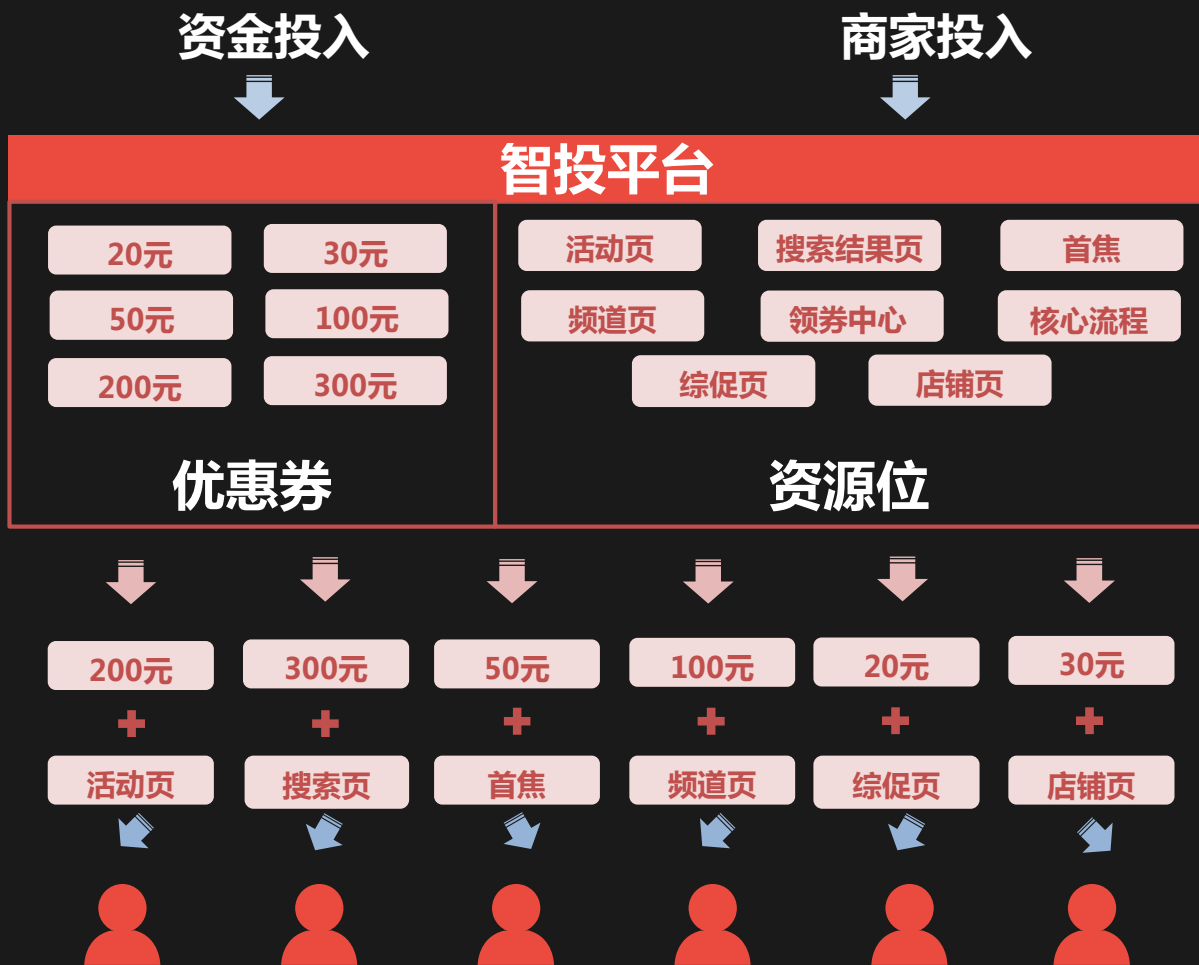 资金投入
商家投入
智投平台
20元
30元
50元
100元
200元
300元
优惠券
活动页
搜索结果页
首焦
频道页
领券中心
核心流程
综促页
店铺页
资源位
200元
300元
50元
100元
20元
30元
活动页
搜索页
首焦
频道页
综促页
店铺页